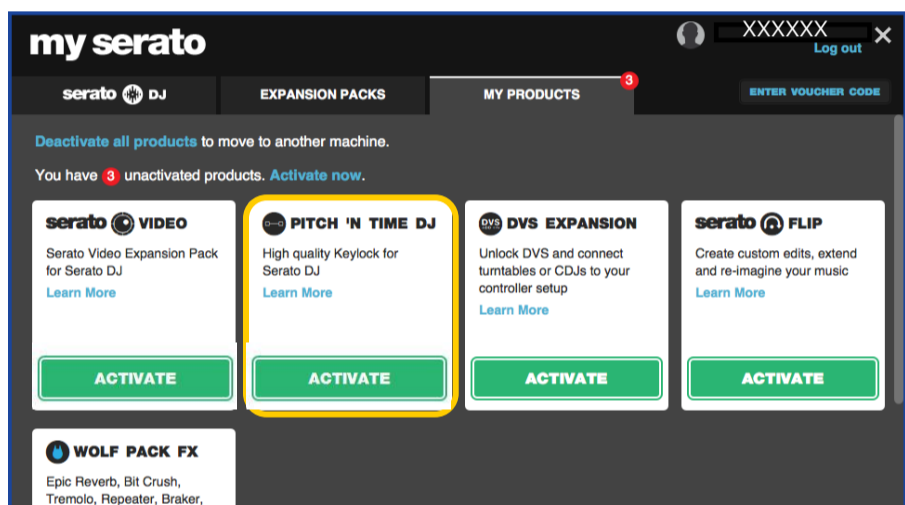 my serato
XXXXXX
Log out
serato DJ
EXPANSION PACKS
MY PRODUCTS
3
ENTER VOUCHER CODE
Deactivate all products to move to another machine.
You have 3 unactivated products. Activate now.
serato VIDEO
Serato Video Expansion Pack
for Serato DJ
Learn More
ACTIVATE
PITCH 'N TIME DJ
High quality Keylock for
Serato DJ
Learn More
ACTIVATE
DVS DVS EXPANSION
Unlock DVS and connect
turntables or CDJs to your
controller setup
Learn More
ACTIVATE
serato FLIP
Create custom edits, extend
and re-imagine your music
Learn More
ACTIVATE
WOLF PACK FX
Epic Reverb, Bit Crush,
Tremolo, Repeater, Braker,